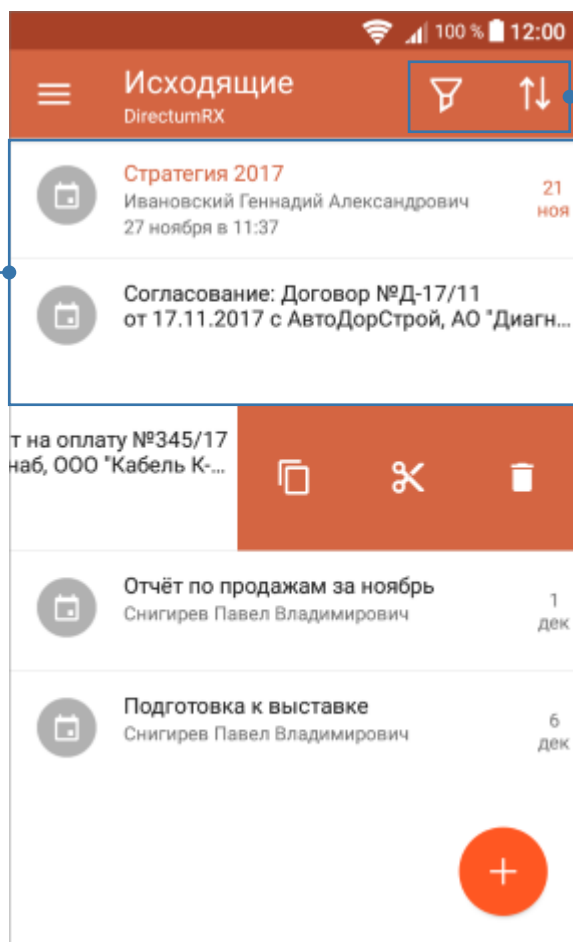 100 % 12:00
Исходящие
DirectumRX
Стратегия 2017
Ивановский Геннадий Александрович
27 ноября в 11:37
21
ноя
Согласование: Договор №Д-17/11
от 17.11.2017 с АвтоДорСтрой, АО "Диагн...
т на оплату №345/17
наб, ООО "Кабель К-...
Отчёт по продажам за ноябрь
Снигирев Павел Владимирович
1
дек
Подготовка к выставке
Снигирев Павел Владимирович
6
дек